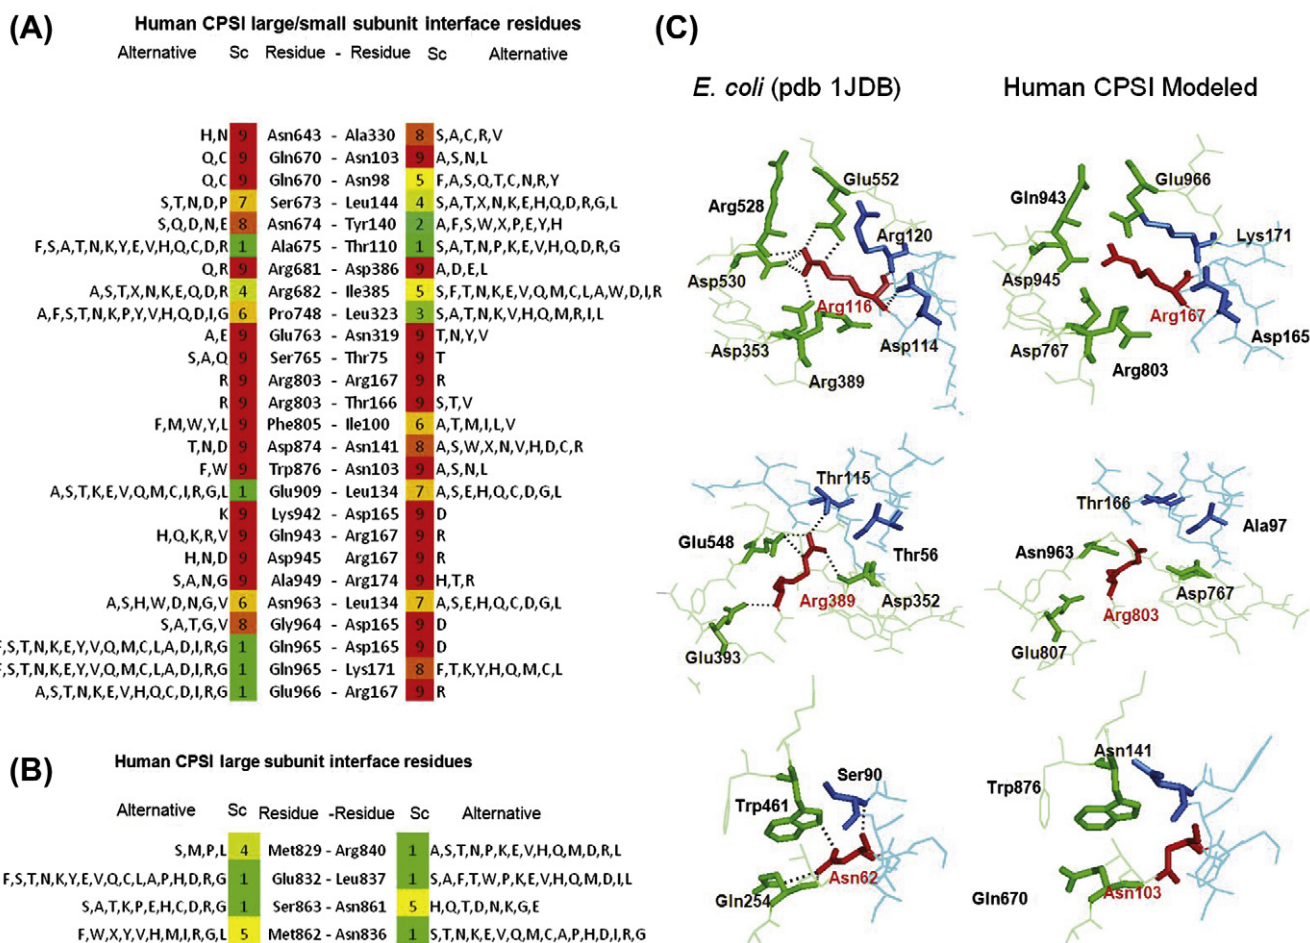 (A)
Human CPSI large/small subunit interface residues
Alternative Sc Residue - Residue Sc Alternative
H,N 9 Asn643 - Ala330 8 S,A,C,R,V
Q,C 9 Gln670 - Asn103 9 A,S,N,L
Q,C 9 Gln670 - Asn98 5 F,A,S,Q,T,C,N,R,Y
S,T,N,D,P 7 Ser673 - Leu144 4 S,A,T,X,N,K,E,H,Q,D,R,G,L
S,Q,D,N,E 8 Asn674 - Tyr140 2 A,F,S,W,X,P,E,Y,H
F,S,A,T,N,K,Y,E,V,H,Q,C,D,R 1 Ala675 - Thr110 1 S,A,T,N,P,K,E,V,H,Q,D,R,G
Q,R 9 Arg681 - Asp386 9 A,D,E,L
A,S,T,X,N,K,E,Q,D,R 4 Arg682 - Ile385 5 S,F,T,N,K,E,V,Q,M,C,L,A,W,D,I,R
A,F,S,T,N,K,P,Y,V,H,Q,D,I,G 6 Pro748 - Leu323 3 S,A,T,N,K,V,H,Q,M,R,I,L
A,E 9 Glu763 - Asn319 9 T,N,Y,V
S,A,Q 9 Ser765 - Thr75 9 T
R 9 Arg803 - Arg167 9 R
R 9 Arg803 - Thr166 9 S,T,V
F,M,W,Y,L 9 Phe805 - Ile100 6 A,T,M,I,L,V
T,N,D 9 Asp874 - Asn141 8 A,S,W,X,N,V,H,D,C,R
F,W 9 Trp876 - Asn103 9 A,S,N,L
A,S,T,K,E,V,Q,M,C,I,R,G,L 1 Glu909 - Leu134 7 A,S,E,H,Q,C,D,G,L
K 9 Lys942 - Asp165 9 D
H,Q,K,R,V 9 Gln943 - Arg167 9 R
H,N,D 9 Asp945 - Arg167 9 R
S,A,N,G 9 Ala949 - Arg174 9 H,T,R
A,S,H,W,D,N,G,V 6 Asn963 - Leu134 7 A,S,E,H,Q,C,D,G,L
S,A,T,G,V 8 Gly964 - Asp165 9 D
F,S,T,N,K,E,Y,V,Q,M,C,L,A,D,I,R,G 1 Gln965 - Asp165 9 D
F,S,T,N,K,E,Y,V,Q,M,C,L,A,D,I,R,G 1 Gln965 - Lys171 8 F,T,K,Y,H,Q,M,C,L
A,S,T,N,K,E,V,H,Q,C,D,I,R,G 1 Glu966 - Arg167 9 R
(B)
Human CPSI large subunit interface residues
Alternative Sc Residue -Residue Sc Alternative
S,M,P,L 4 Met829 - Arg840 1 A,S,T,N,P,K,E,V,H,Q,M,D,R,L
F,S,T,N,K,Y,E,V,Q,C,L,A,P,H,D,R,G 1 Glu832 - Leu837 1 S,A,F,T,W,P,K,E,V,H,Q,M,D,I,L
S,A,T,K,P,E,H,C,D,R,G 1 Ser863 - Asn861 5 H,Q,T,D,N,K,G,E
F,W,X,Y,V,H,M,I,R,G,L 5 Met862 - Asn836 1 S,T,N,K,E,V,Q,M,C,A,P,H,D,I,R,G
(C)
E. coli (pdb 1JDB)
Human CPSI Modeled
Glu552
Arg528
Arg120
Asp530
Arg116
Asp114
Asp353
Arg389
Glu966
Gln943
Lys171
Asp945
Arg167
Asp165
Asp767
Arg803
Thr115
Glu548
Thr56
Arg389
Asp352
Glu393
Thr166
Ala97
Asn963
Asp767
Arg803
Glu807
Ser90
Trp461
Asn62
Gln254
Asn141
Trp876
Gln670
Asn103